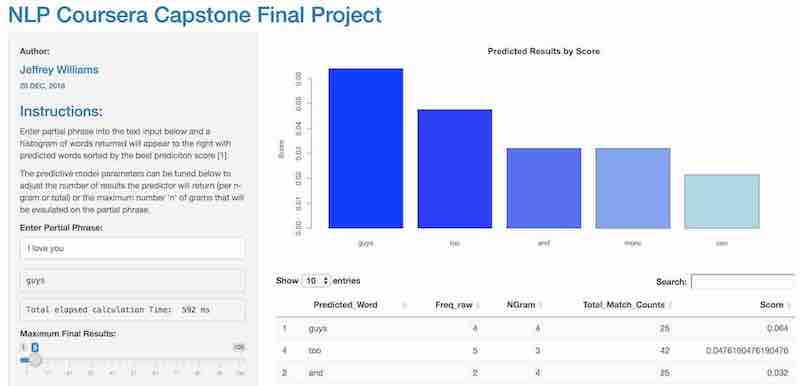 NLP Coursera Capstone Final Project
Author:
Jeffrey Williams
Instructions:
Enter partial phrase into the text input below and a
histogram of words returned will appear to the right with
predicted words sorted by the best prediciton score [1].
The predictive model parameters can be tuned below to
adjust the number of results the predictor will return (per n-
gram or total) or the maximum number 'n' of grams that will
be evaulated on the partial phrase.
Enter Partial Phrase:
I love you
guys
Total elapsed calculation Time: 592 ms
Maximum Final Results:
1 5 100
Predicted Results by Score
Score
0.00 0.01 0.02 0.03 0.04 0.05 0.06
guys too and more
Show 10 entries
Search:
Predicted_Word Freq_raw NGram Total_Match_Counts Score
1 guys 4 4 25 0.064
4 too 5 3 42 0.0476190476190476
2 and 2 4 25 0.032